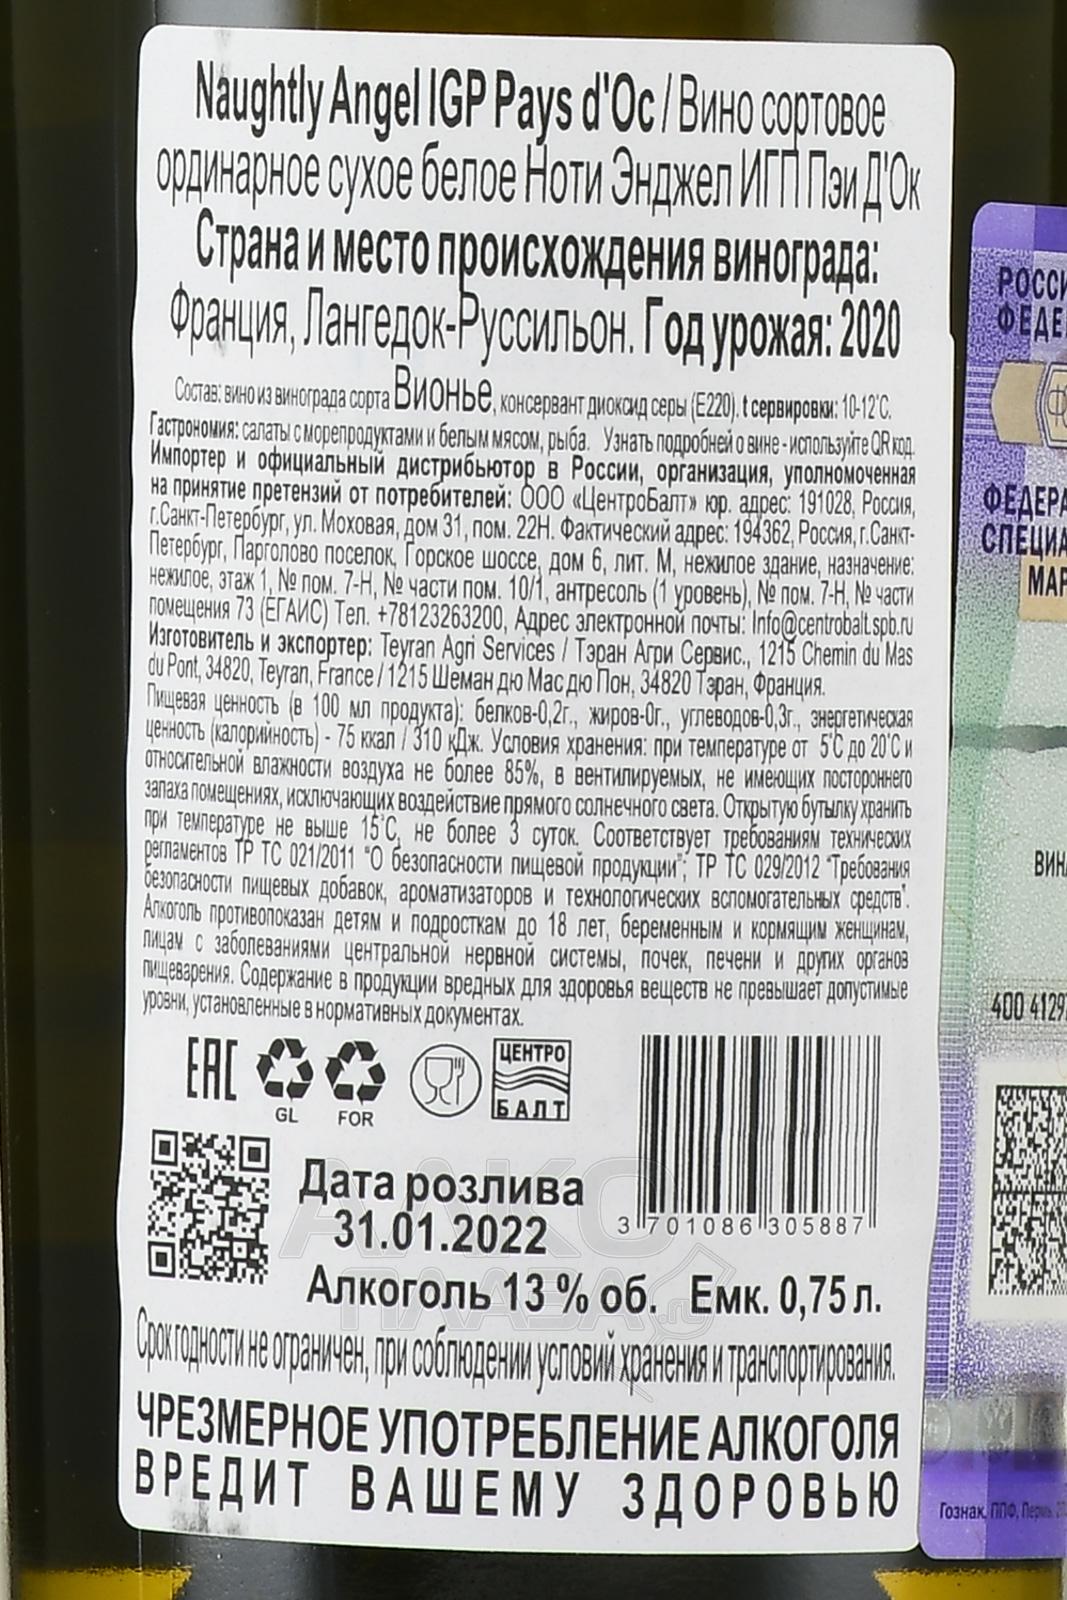 Naughtly Angel IGP Pays d'Oc / Вино сортовое
ординарное сухое белое Ноти Энджел ИГП Пэи Д'Ок
Страна и место происхождения винограда:
Франция, Лангедок-Руссильон. Год урожая: 2020
Состав: вино из винограда сорта Вионье, консервант диоксид серы (Е220). t сервировки: 10-12˚С.
Гастрономия: салаты с морепродуктами и белым мясом, рыба. Узнать подробней о вине - используйте QR код.
Импортер и официальный дистрибьютор в России, организация, уполномоченная
на принятие претензий от потребителей: ООО «ЦентроБалт» юр. адрес: 191028, Россия,
г.Санкт-Петербург, ул. Моховая, дом 31, пом. 22Н. Фактический адрес: 194362, Россия, г.Санкт-
Петербург, Парголово поселок, Горское шоссе, дом 6, лит. М, нежилое здание, назначение:
нежилое, этаж 1, № пом. 7-Н, № части пом. 10/1, антресоль (1 уровень), № пом. 7-Н, № части
помещения 73 (ЕГАИС) Тел. +78123263200, Адрес электронной почты: Info@centrobalt.spb.ru
Изготовитель и экспортер: Teyran Agri Services / Тэран Агри Сервис., 1215 Chemin du Mas
du Pont, 34820, Teyran, France / 1215 Шеман дю Мас дю Пон, 34820 Тэран, Франция.
Пищевая ценность (в 100 мл продукта): белков-0,2г., жиров-0г., углеводов-0,3г., энергетическая
ценность (калорийность) - 75 ккал / 310 кДж. Условия хранения: при температуре от 5˚С до 20˚С и
относительной влажности воздуха не более 85%, в вентилируемых, не имеющих постороннего
запаха помещениях, исключающих воздействие прямого солнечного света. Открытую бутылку хранить
при температуре не выше 15˚С, не более 3 суток. Соответствует требованиям технических
регламентов ТР ТС 021/2011 "О безопасности пищевой продукции"; ТР ТС 029/2012 "Требования
безопасности пищевых добавок, ароматизаторов и технологических вспомогательных средств".
Алкоголь противопоказан детям и подросткам до 18 лет, беременным и кормящим женщинам,
лицам с заболеваниями центральной нервной системы, почек, печени и других органов
пищеварения. Содержание в продукции вредных для здоровья веществ не превышает допустимые
уровни, установленные в нормативных документах.
EAC
GL
FOR
ЦЕНТРО
БАЛТ
3 701086 305887
Дата розлива
31.01.2022
Алкоголь 13 % об. Емк. 0,75 л.
Срок годности не ограничен, при соблюдении условий хранения и транспортирования.
ЧРЕЗМЕРНОЕ УПОТРЕБЛЕНИЕ АЛКОГОЛЯ
ВРЕДИТ ВАШЕМУ ЗДОРОВЬЮ
АЛКО
ПЛАЗА .ru
РОССИ
ФЕДЕ
ФЕДЕРА
СПЕЦИА
МАР
ВИН
400 4129
Гознак, ППФ, Пермь